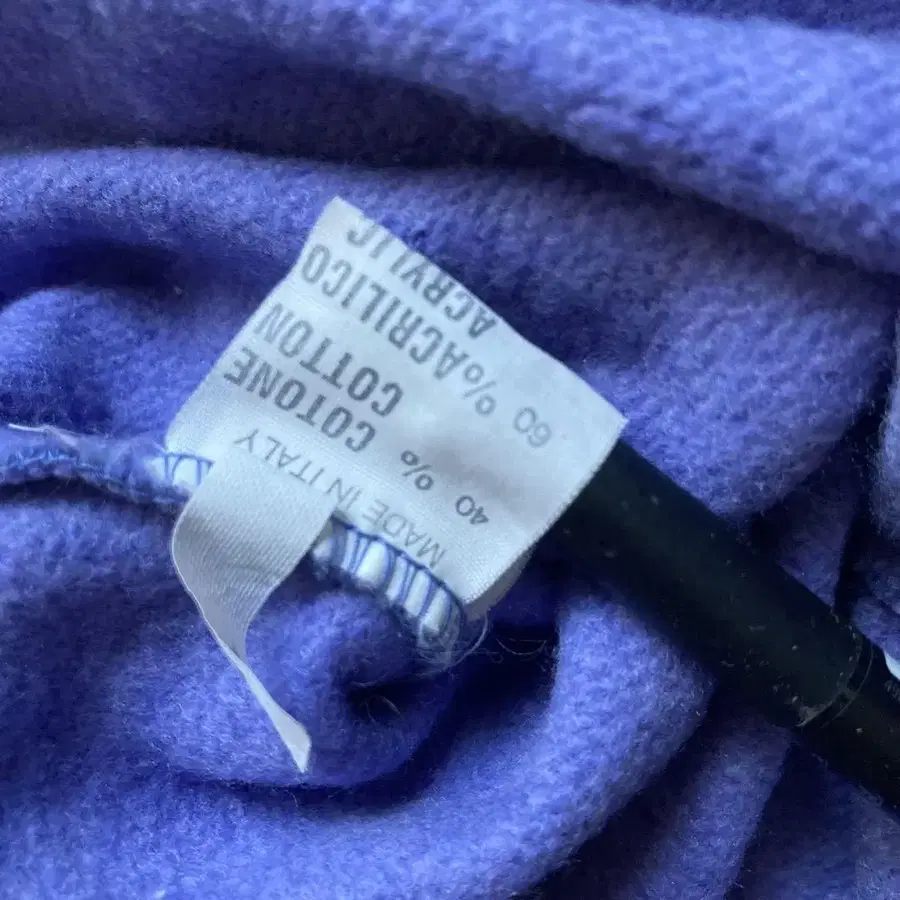 MADE IN ITALY
40 % COTONE
COTTON
60 %ACRILICO
ACRYLIC